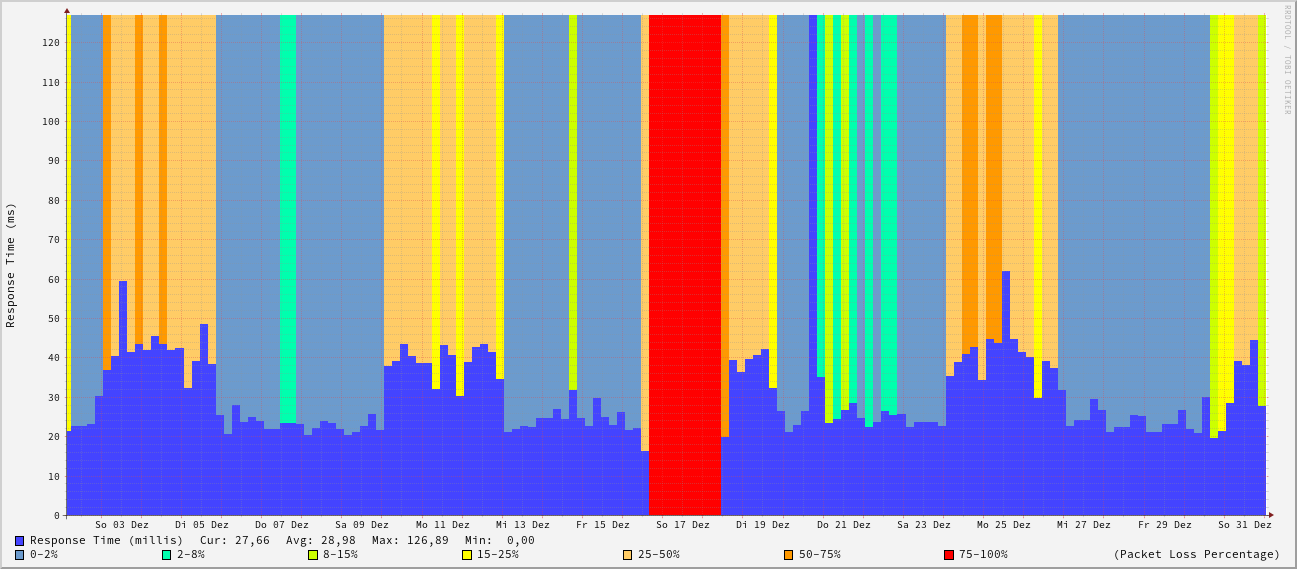 RRDTOOL / TOBI OETIKER
Response Time (ms)
120
110
100
90
80
70
60
50
40
30
20
10
0
So 03 Dez Di 05 Dez Do 07 Dez Sa 09 Dez Mo 11 Dez Mi 13 Dez Fr 15 Dez So 17 Dez Di 19 Dez Do 21 Dez Sa 23 Dez Mo 25 Dez Mi 27 Dez Fr 29 Dez So 31 Dez
Response Time (millis) Cur: 27,66 Avg: 28,98 Max: 126,89 Min: 0,00
0-2% 2-8% 8-15% 15-25% 25-50% 50-75% 75-100% (Packet Loss Percentage)